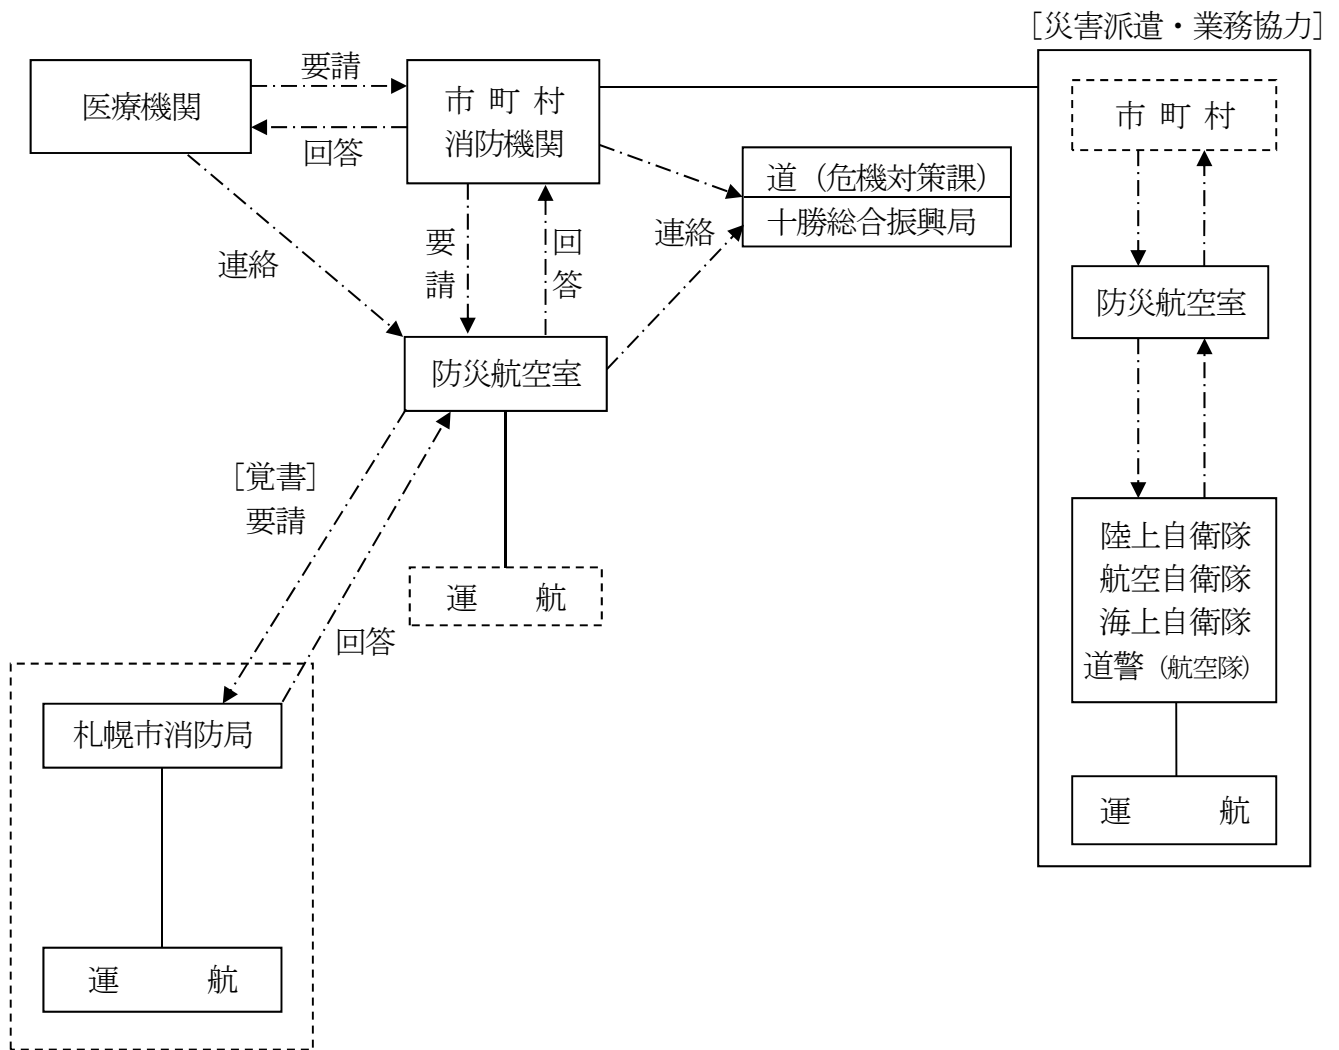 ［災害派遣・業務協力］
医療機関
要請
回答
市 町 村
消防機関
道（危機対策課）
十勝総合振興局
連絡
要請
回答
連絡
防災航空室
［覚書］
要請
回答
運　航
札幌市消防局
運　航
市 町 村
防災航空室
陸上自衛隊
航空自衛隊
海上自衛隊
道警（航空隊）
運　航